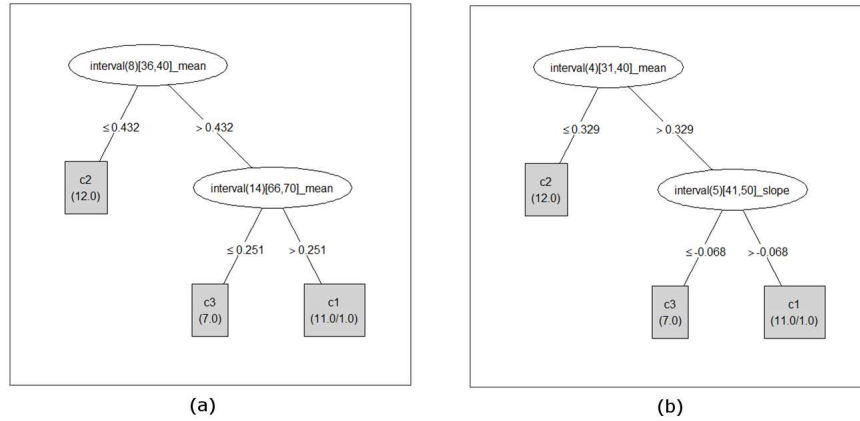 interval(8)[36,40]_mean
≤ 0.432
> 0.432
c2
(12.0)
interval(14)[66,70]_mean
≤ 0.251
> 0.251
c3
(7.0)
c1
(11.0/1.0)
(a)
interval(4)[31,40]_mean
≤ 0.329
> 0.329
c2
(12.0)
interval(5)[41,50]_slope
≤ -0.068
> -0.068
c3
(7.0)
c1
(11.0/1.0)
(b)